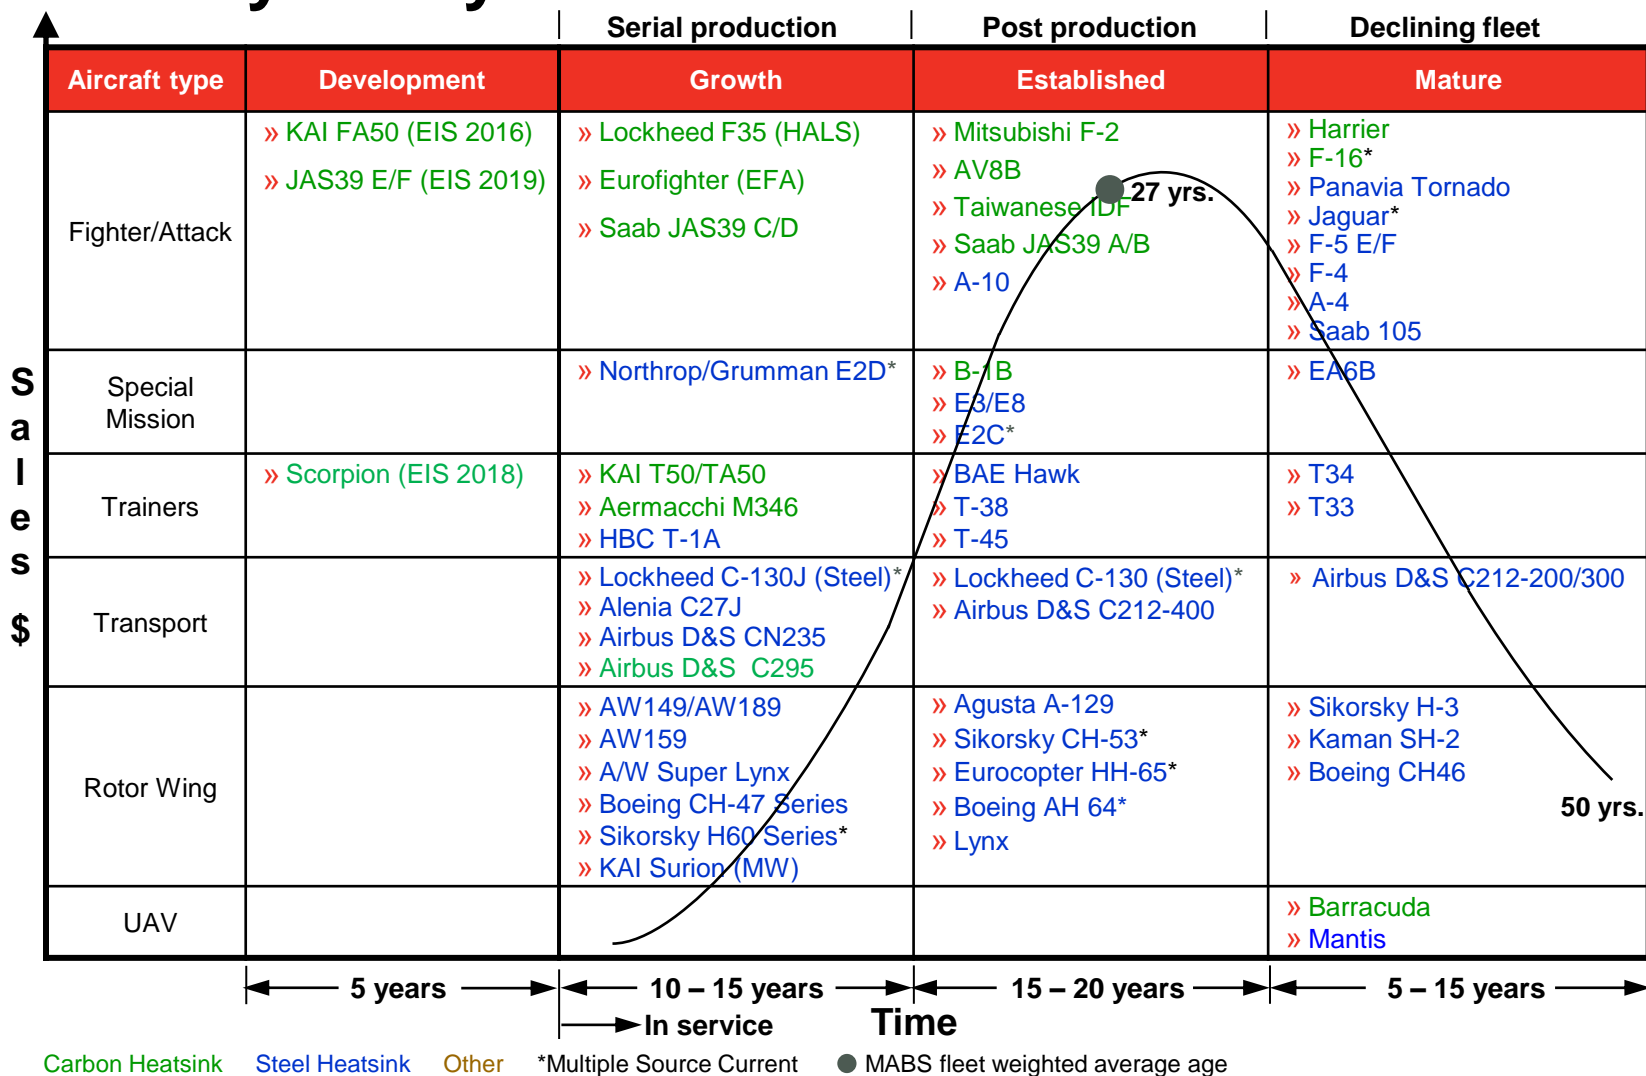 Serial production
Post production
Declining fleet
Aircraft type
Development
Growth
Established
Mature
Fighter/Attack
» KAI FA50 (EIS 2016)
» JAS39 E/F (EIS 2019)
» Lockheed F35 (HALS)
» Eurofighter (EFA)
» Saab JAS39 C/D
» Mitsubishi F-2
» AV8B
» Taiwanese IDF
» Saab JAS39 A/B
» A-10
27 yrs.
» Harrier
» F-16*
» Panavia Tornado
» Jaguar*
» F-5 E/F
» F-4
» A-4
» Saab 105
Special
Mission
» Northrop/Grumman E2D*
» B-1B
» E3/E8
» E2C*
» EA6B
Trainers
» Scorpion (EIS 2018)
» KAI T50/TA50
» Aermacchi M346
» HBC T-1A
» BAE Hawk
» T-38
» T-45
» T34
» T33
Transport
» Lockheed C-130J (Steel)*
» Alenia C27J
» Airbus D&S CN235
» Airbus D&S C295
» Lockheed C-130 (Steel)*
» Airbus D&S C212-400
» Airbus D&S C212-200/300
Rotor Wing
» AW149/AW189
» AW159
» A/W Super Lynx
» Boeing CH-47 Series
» Sikorsky H60 Series*
» KAI Surion (MW)
» Agusta A-129
» Sikorsky CH-53*
» Eurocopter HH-65*
» Boeing AH 64*
» Lynx
» Sikorsky H-3
» Kaman SH-2
» Boeing CH46
50 yrs.
UAV
» Barracuda
» Mantis
Sales $
5 years
10 – 15 years
15 – 20 years
5 – 15 years
In service
Time
Carbon Heatsink Steel Heatsink Other *Multiple Source Current MABS fleet weighted average age